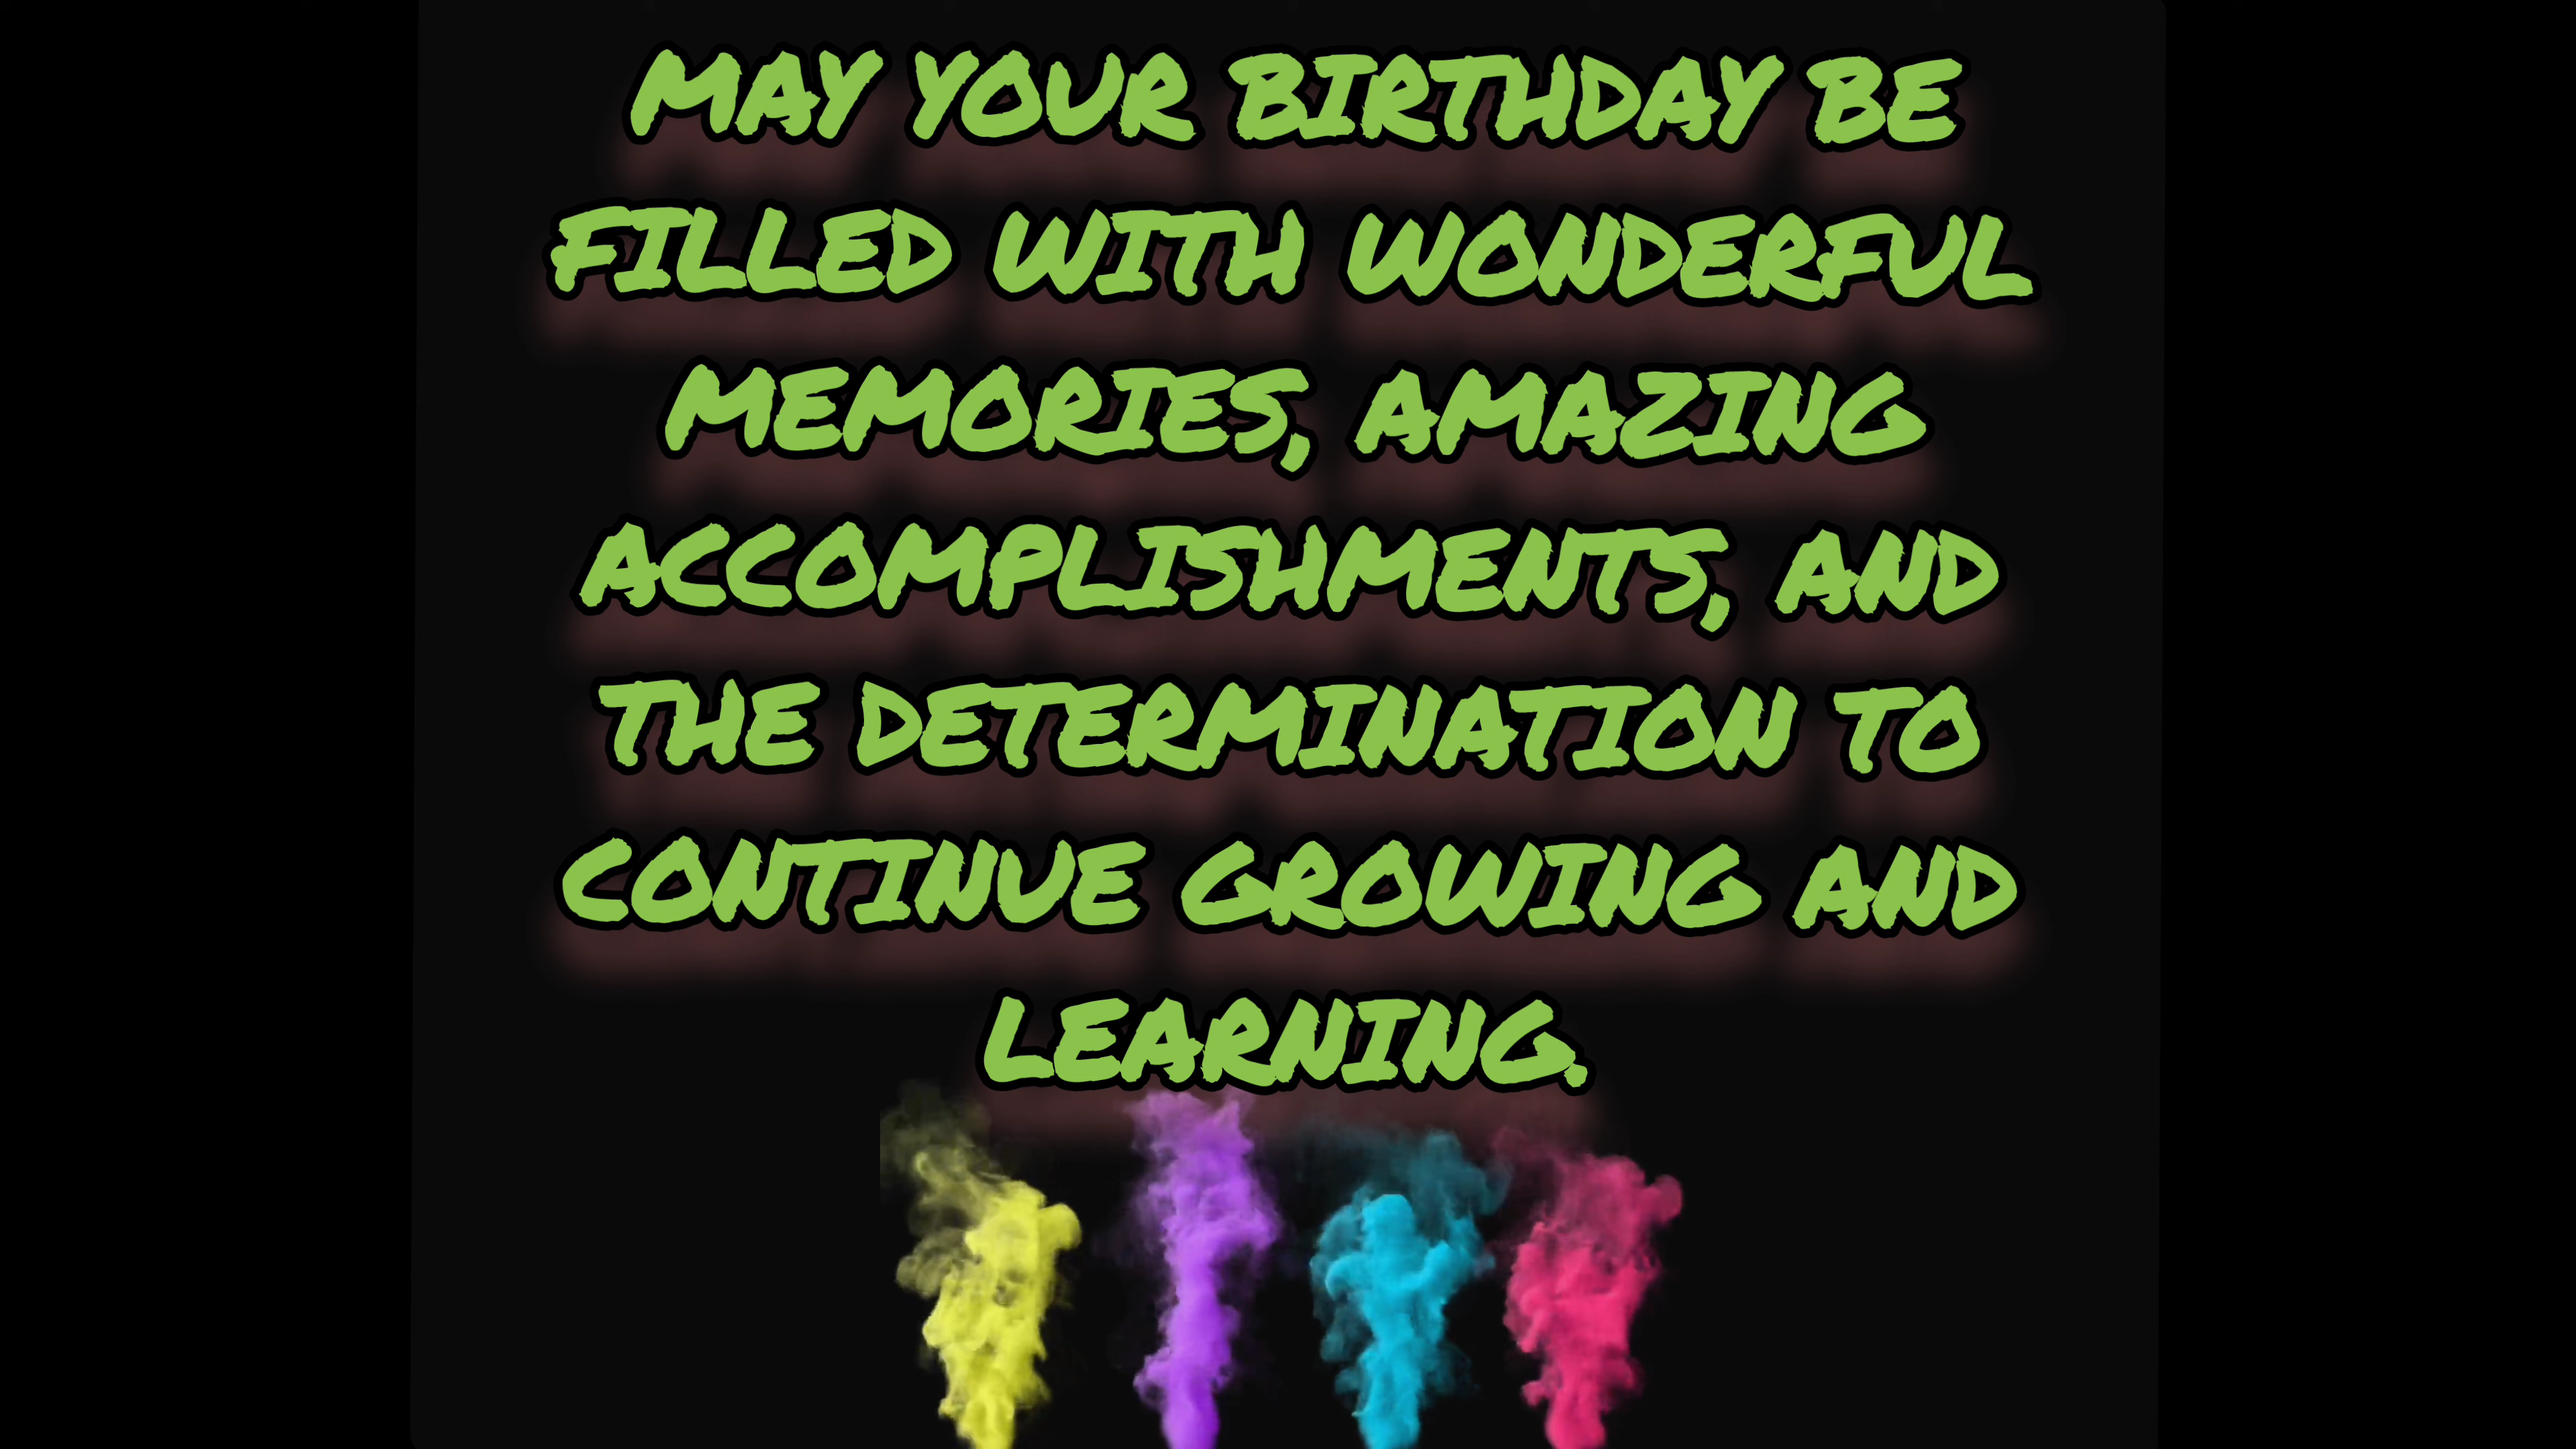 MAY YOUR BIRTHDAY BE
FILLED WITH WONDERFUL
MEMORIES, AMAZING
ACCOMPLISHMENTS, AND
THE DETERMINATION TO
CONTINUE GROWING AND
LEARNING.